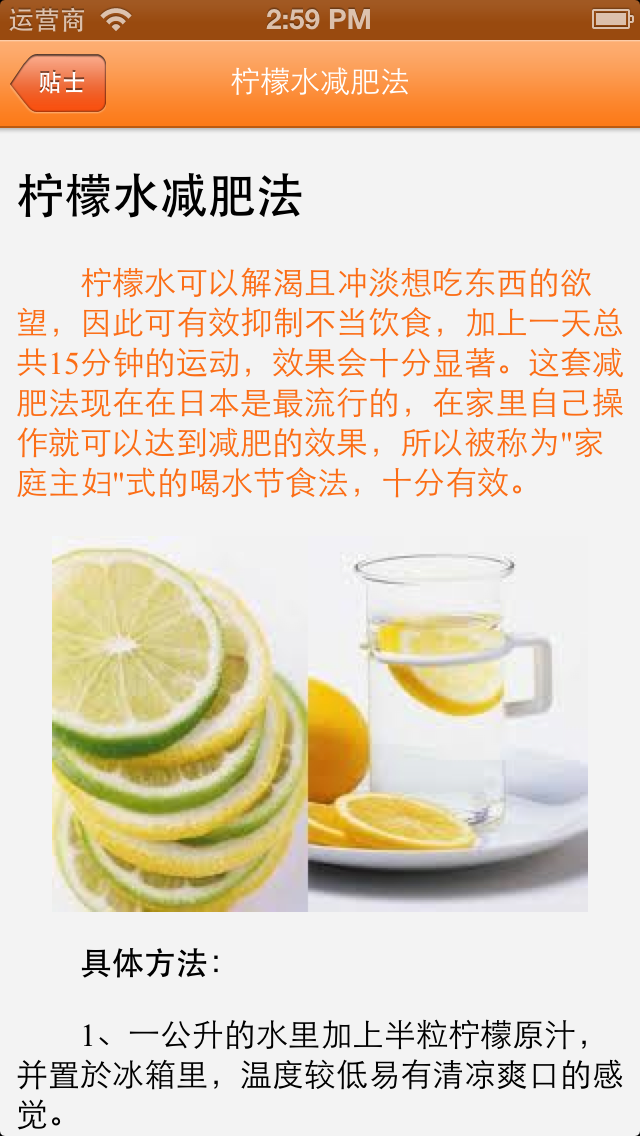 运营商 2:59 PM
贴士 柠檬水减肥法
柠檬水减肥法
柠檬水可以解渴且冲淡想吃东西的欲
望，因此可有效抑制不当饮食，加上一天总
共15分钟的运动，效果会十分显著。这套减
肥法现在在日本是最流行的，在家里自己操
作就可以达到减肥的效果，所以被称为"家
庭主妇"式的喝水节食法，十分有效。
具体方法：
1、一公升的水里加上半粒柠檬原汁，
并置於冰箱里，温度较低易有清凉爽口的感
觉。